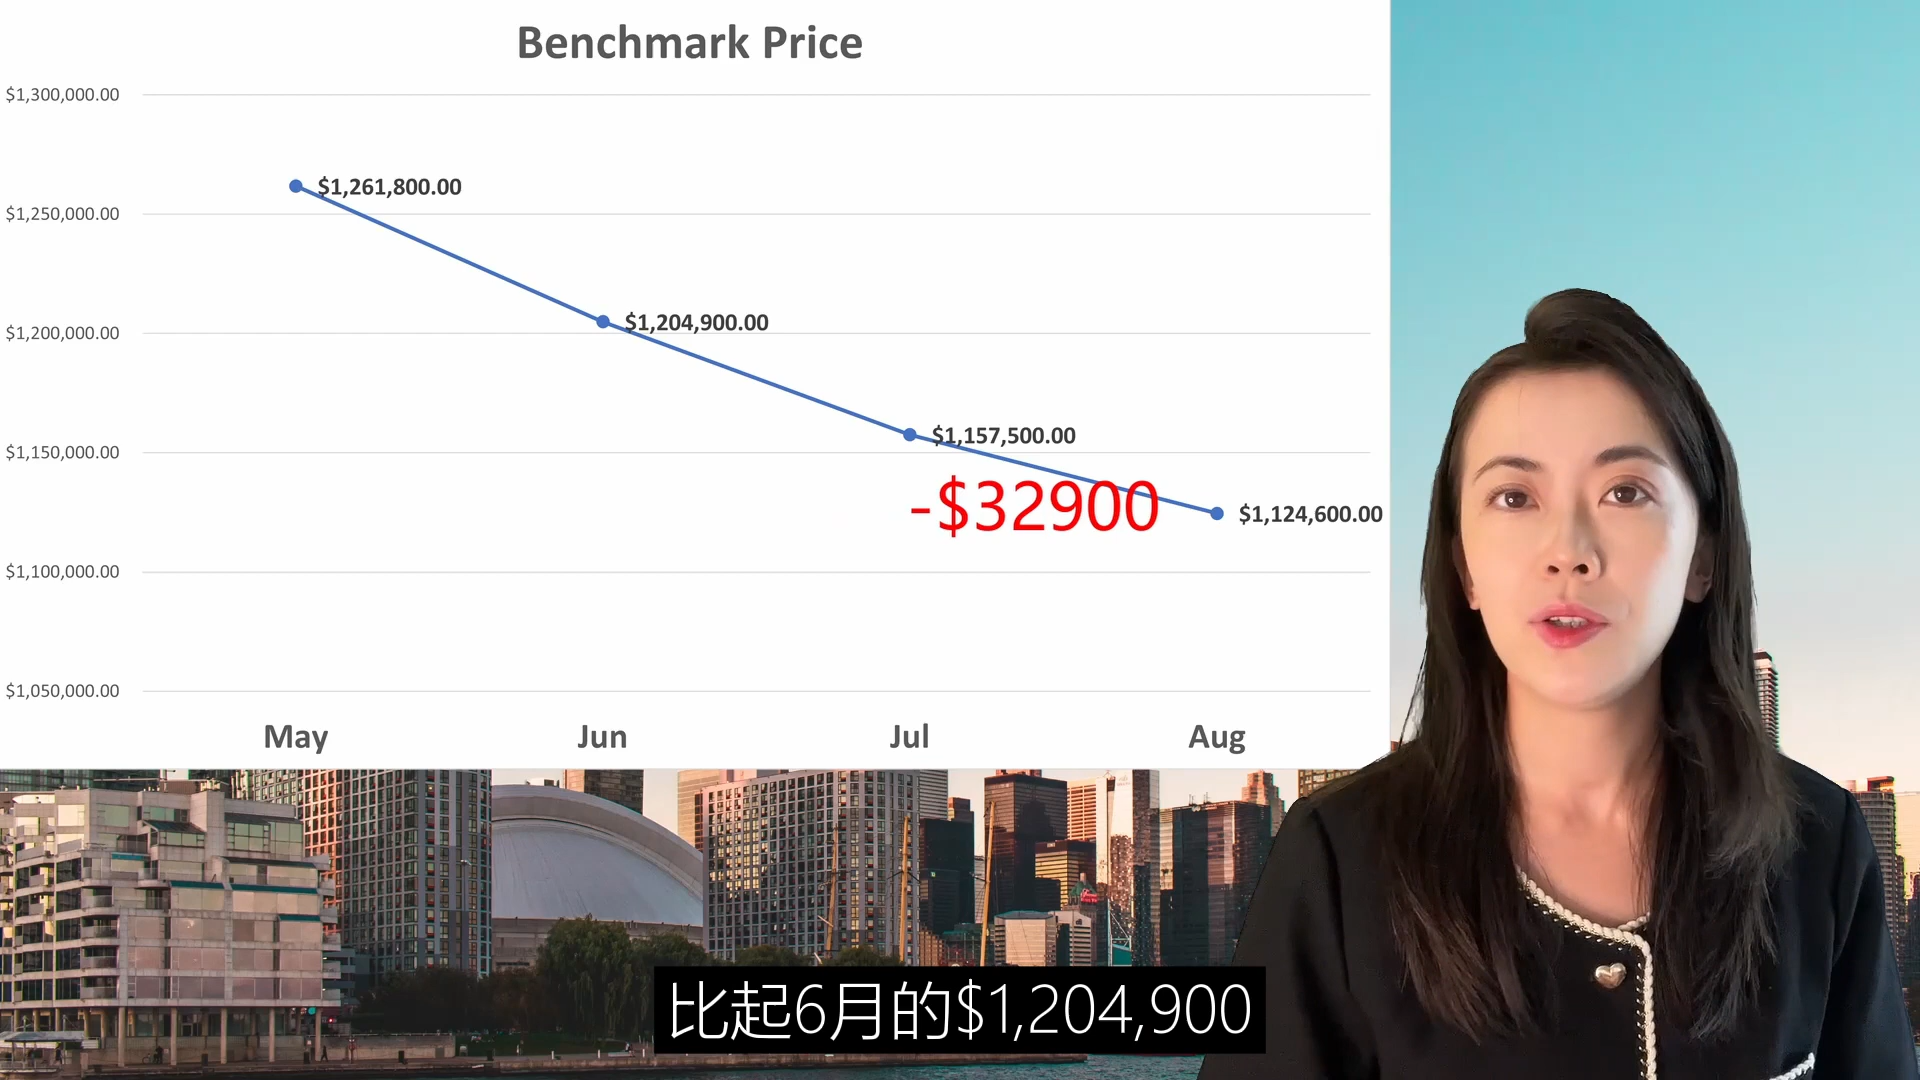 Benchmark Price
$1,300,000.00
$1,250,000.00
$1,200,000.00
$1,150,000.00
$1,100,000.00
$1,050,000.00
$1,261,800.00
$1,204,900.00
$1,157,500.00
$1,124,600.00
-$32900
May
Jun
Jul
Aug
比起6月的$1,204,900